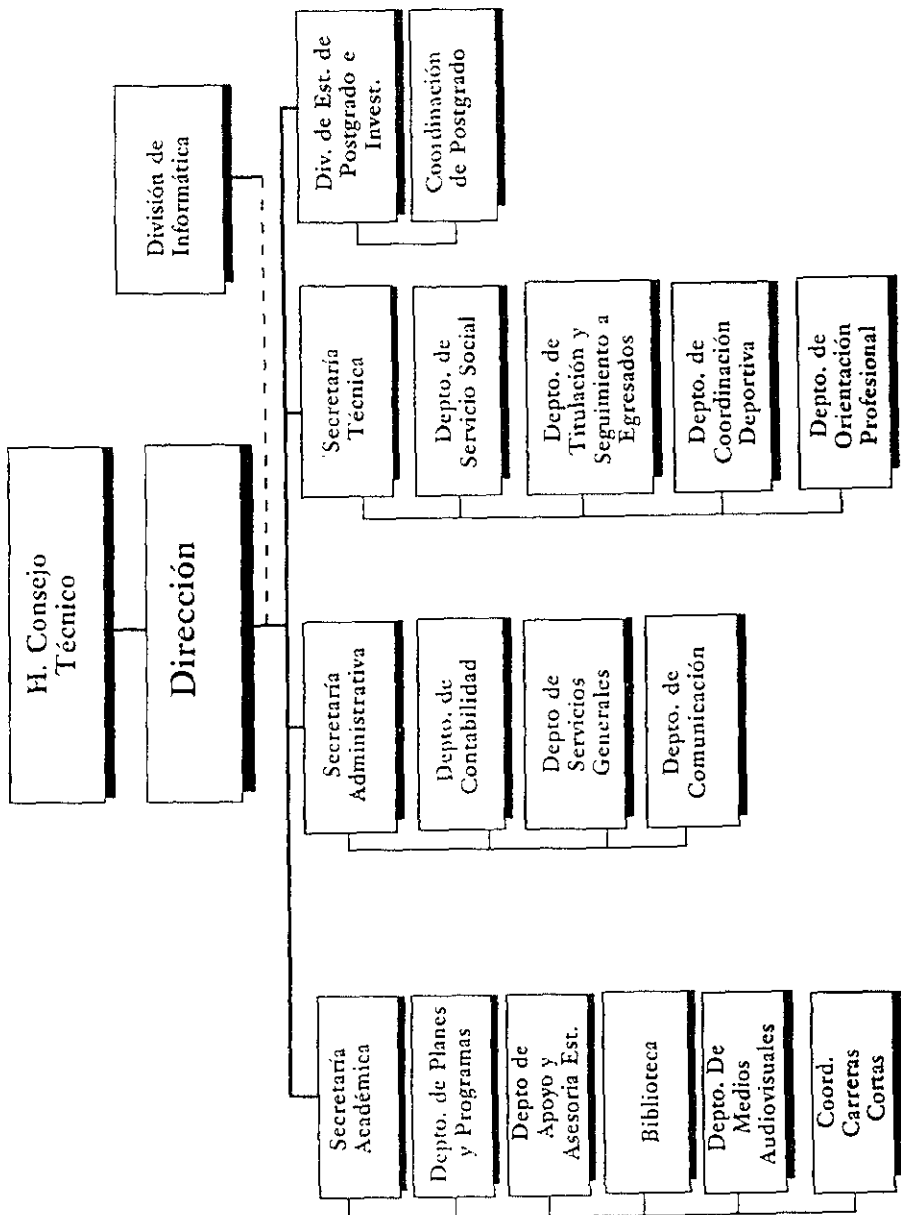 H. Consejo
Técnico
Dirección
División de
Informática
Secretaría
Académica
Depto. de Planes
y Programas
Depto de
Apoyo y
Asesoria Est.
Biblioteca
Depto. De
Medios
Audiovisuales
Coord.
Carreras
Cortas
Secretaría
Administrativa
Depto. de
Contabilidad
Depto de
Servicios
Generales
Depto. de
Comunicación
Secretaría
Técnica
Depto. de
Servicio Social
Depto. de
Titulación y
Seguimiento a
Egresados
Depto. de
Coordinación
Deportiva
Depto. de
Orientación
Profesional
Div. de Est. de
Postgrado e
Invest.
Coordinación
de Postgrado